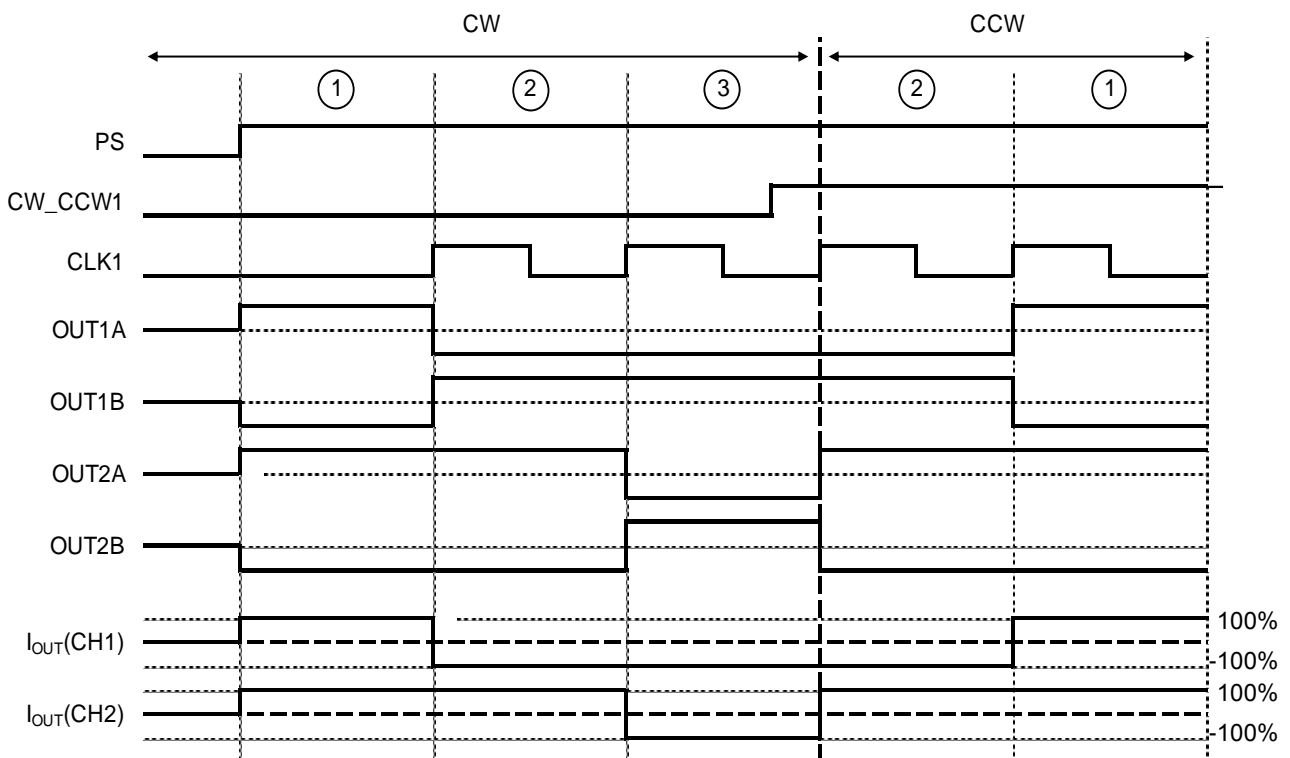 CW CCW
1 2 3 2 1
PS
CW_CCW1
CLK1
OUT1A
OUT1B
OUT2A
OUT2B
IOUT(CH1) 100%
-100%
IOUT(CH2) 100%
-100%